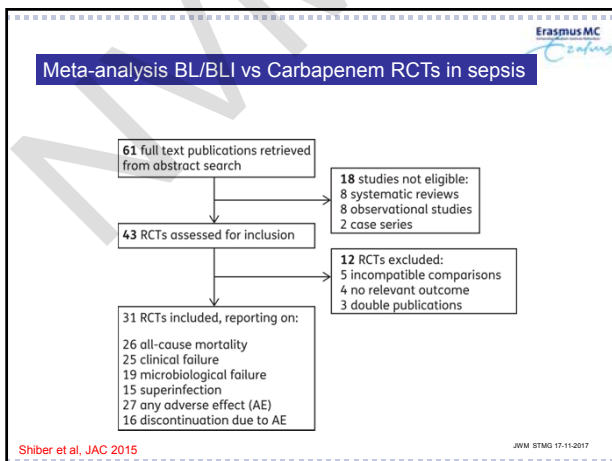 Erasmus MC
Erasmus
Meta-analysis BL/BLI vs Carbapenem RCTs in sepsis
61 full text publications retrieved
from abstract search
18 studies not eligible:
8 systematic reviews
8 observational studies
2 case series
43 RCTs assessed for inclusion
12 RCTs excluded:
5 incompatible comparisons
4 no relevant outcome
3 double publications
31 RCTs included, reporting on:
26 all-cause mortality
25 clinical failure
19 microbiological failure
15 superinfection
27 any adverse effect (AE)
16 discontinuation due to AE
Shiber et al, JAC 2015
JWM STMG 17-11-2017